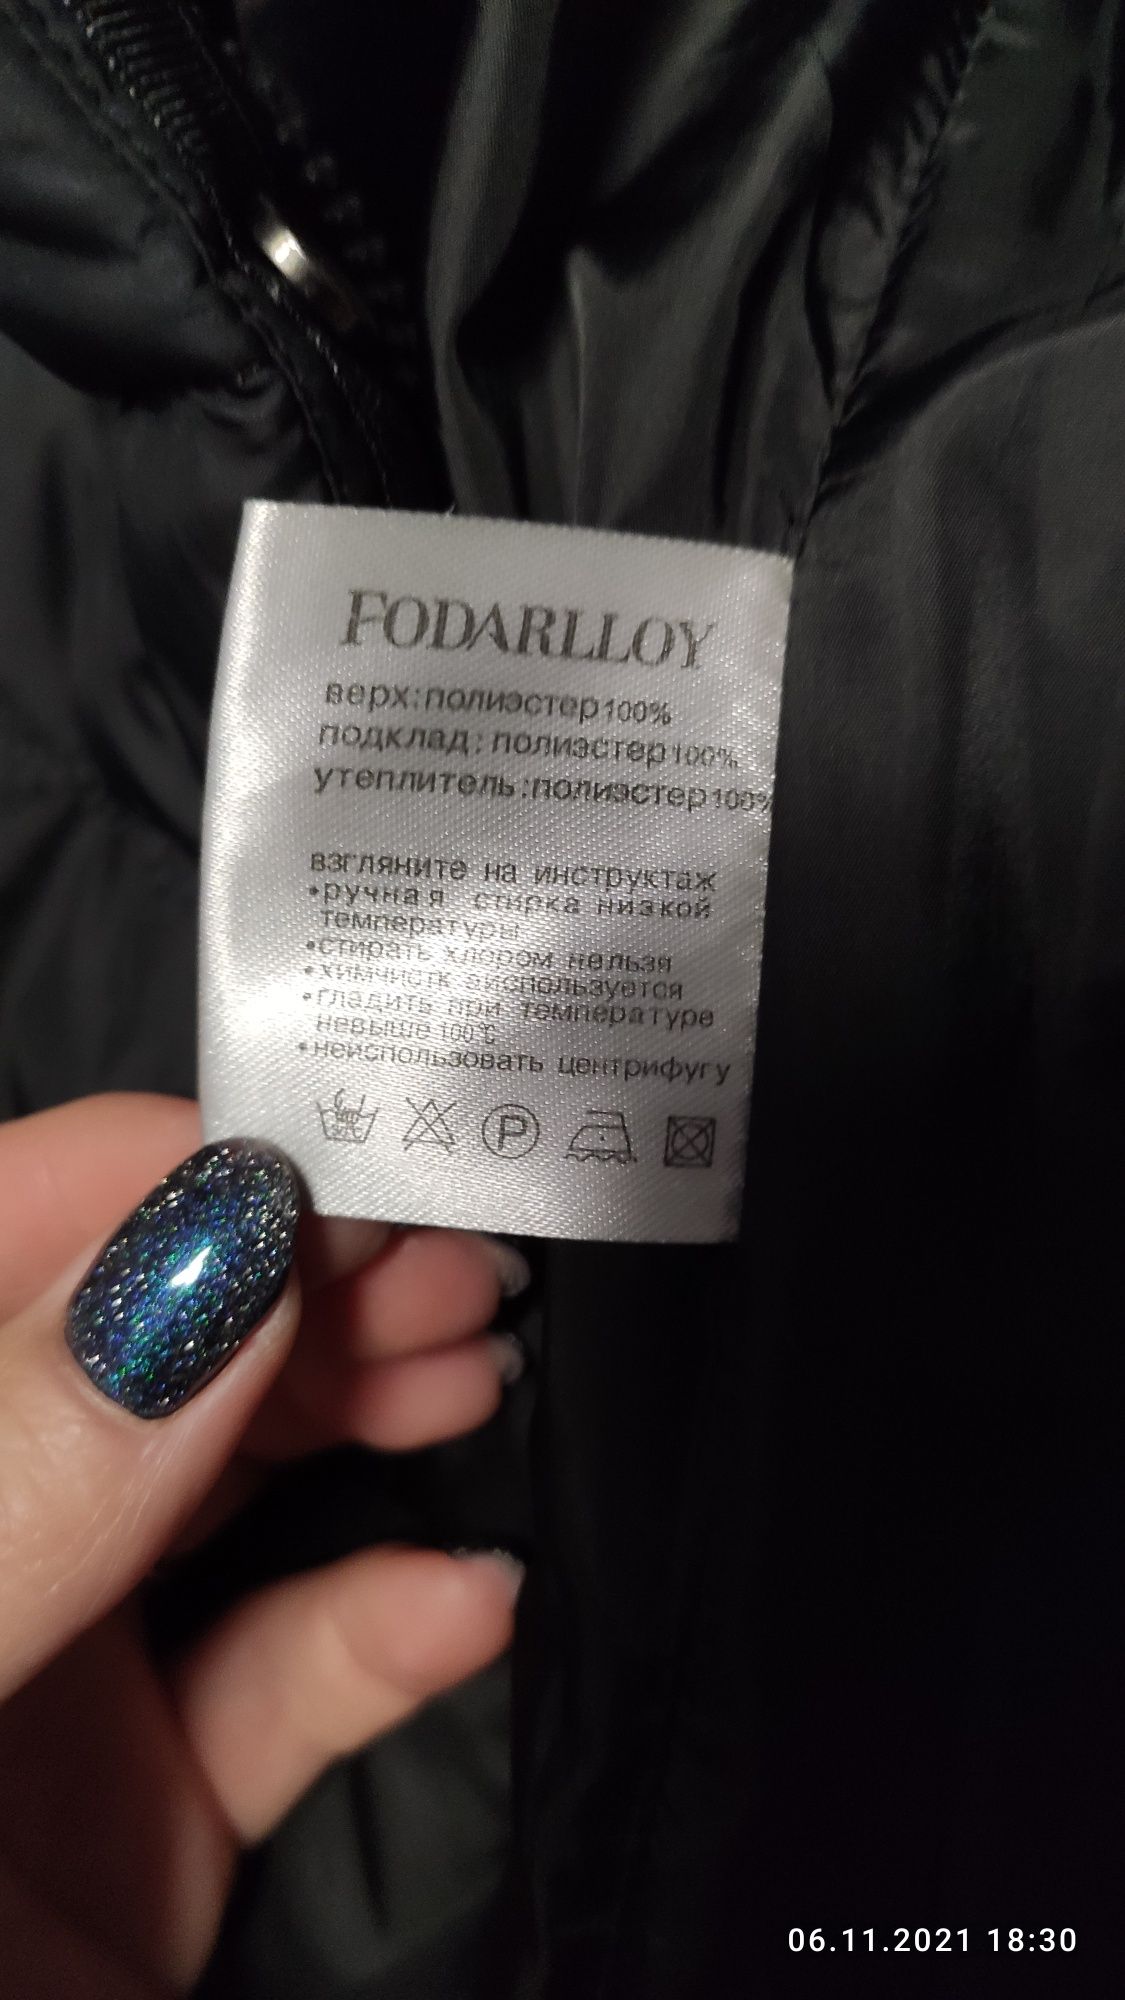 FODARLLOY
верх:полиэстер100%
подклад: полиэстер100%
утеплитель:полиэстер100%
взгляните на инструктаж
•ручная стирка низкой
температуры
•стирать хлором нельзя
•химчистк аиспользуется
•гладить при температуре
невыше 100℃
•неиспользовать центрифугу
P
06.11.2021 18:30